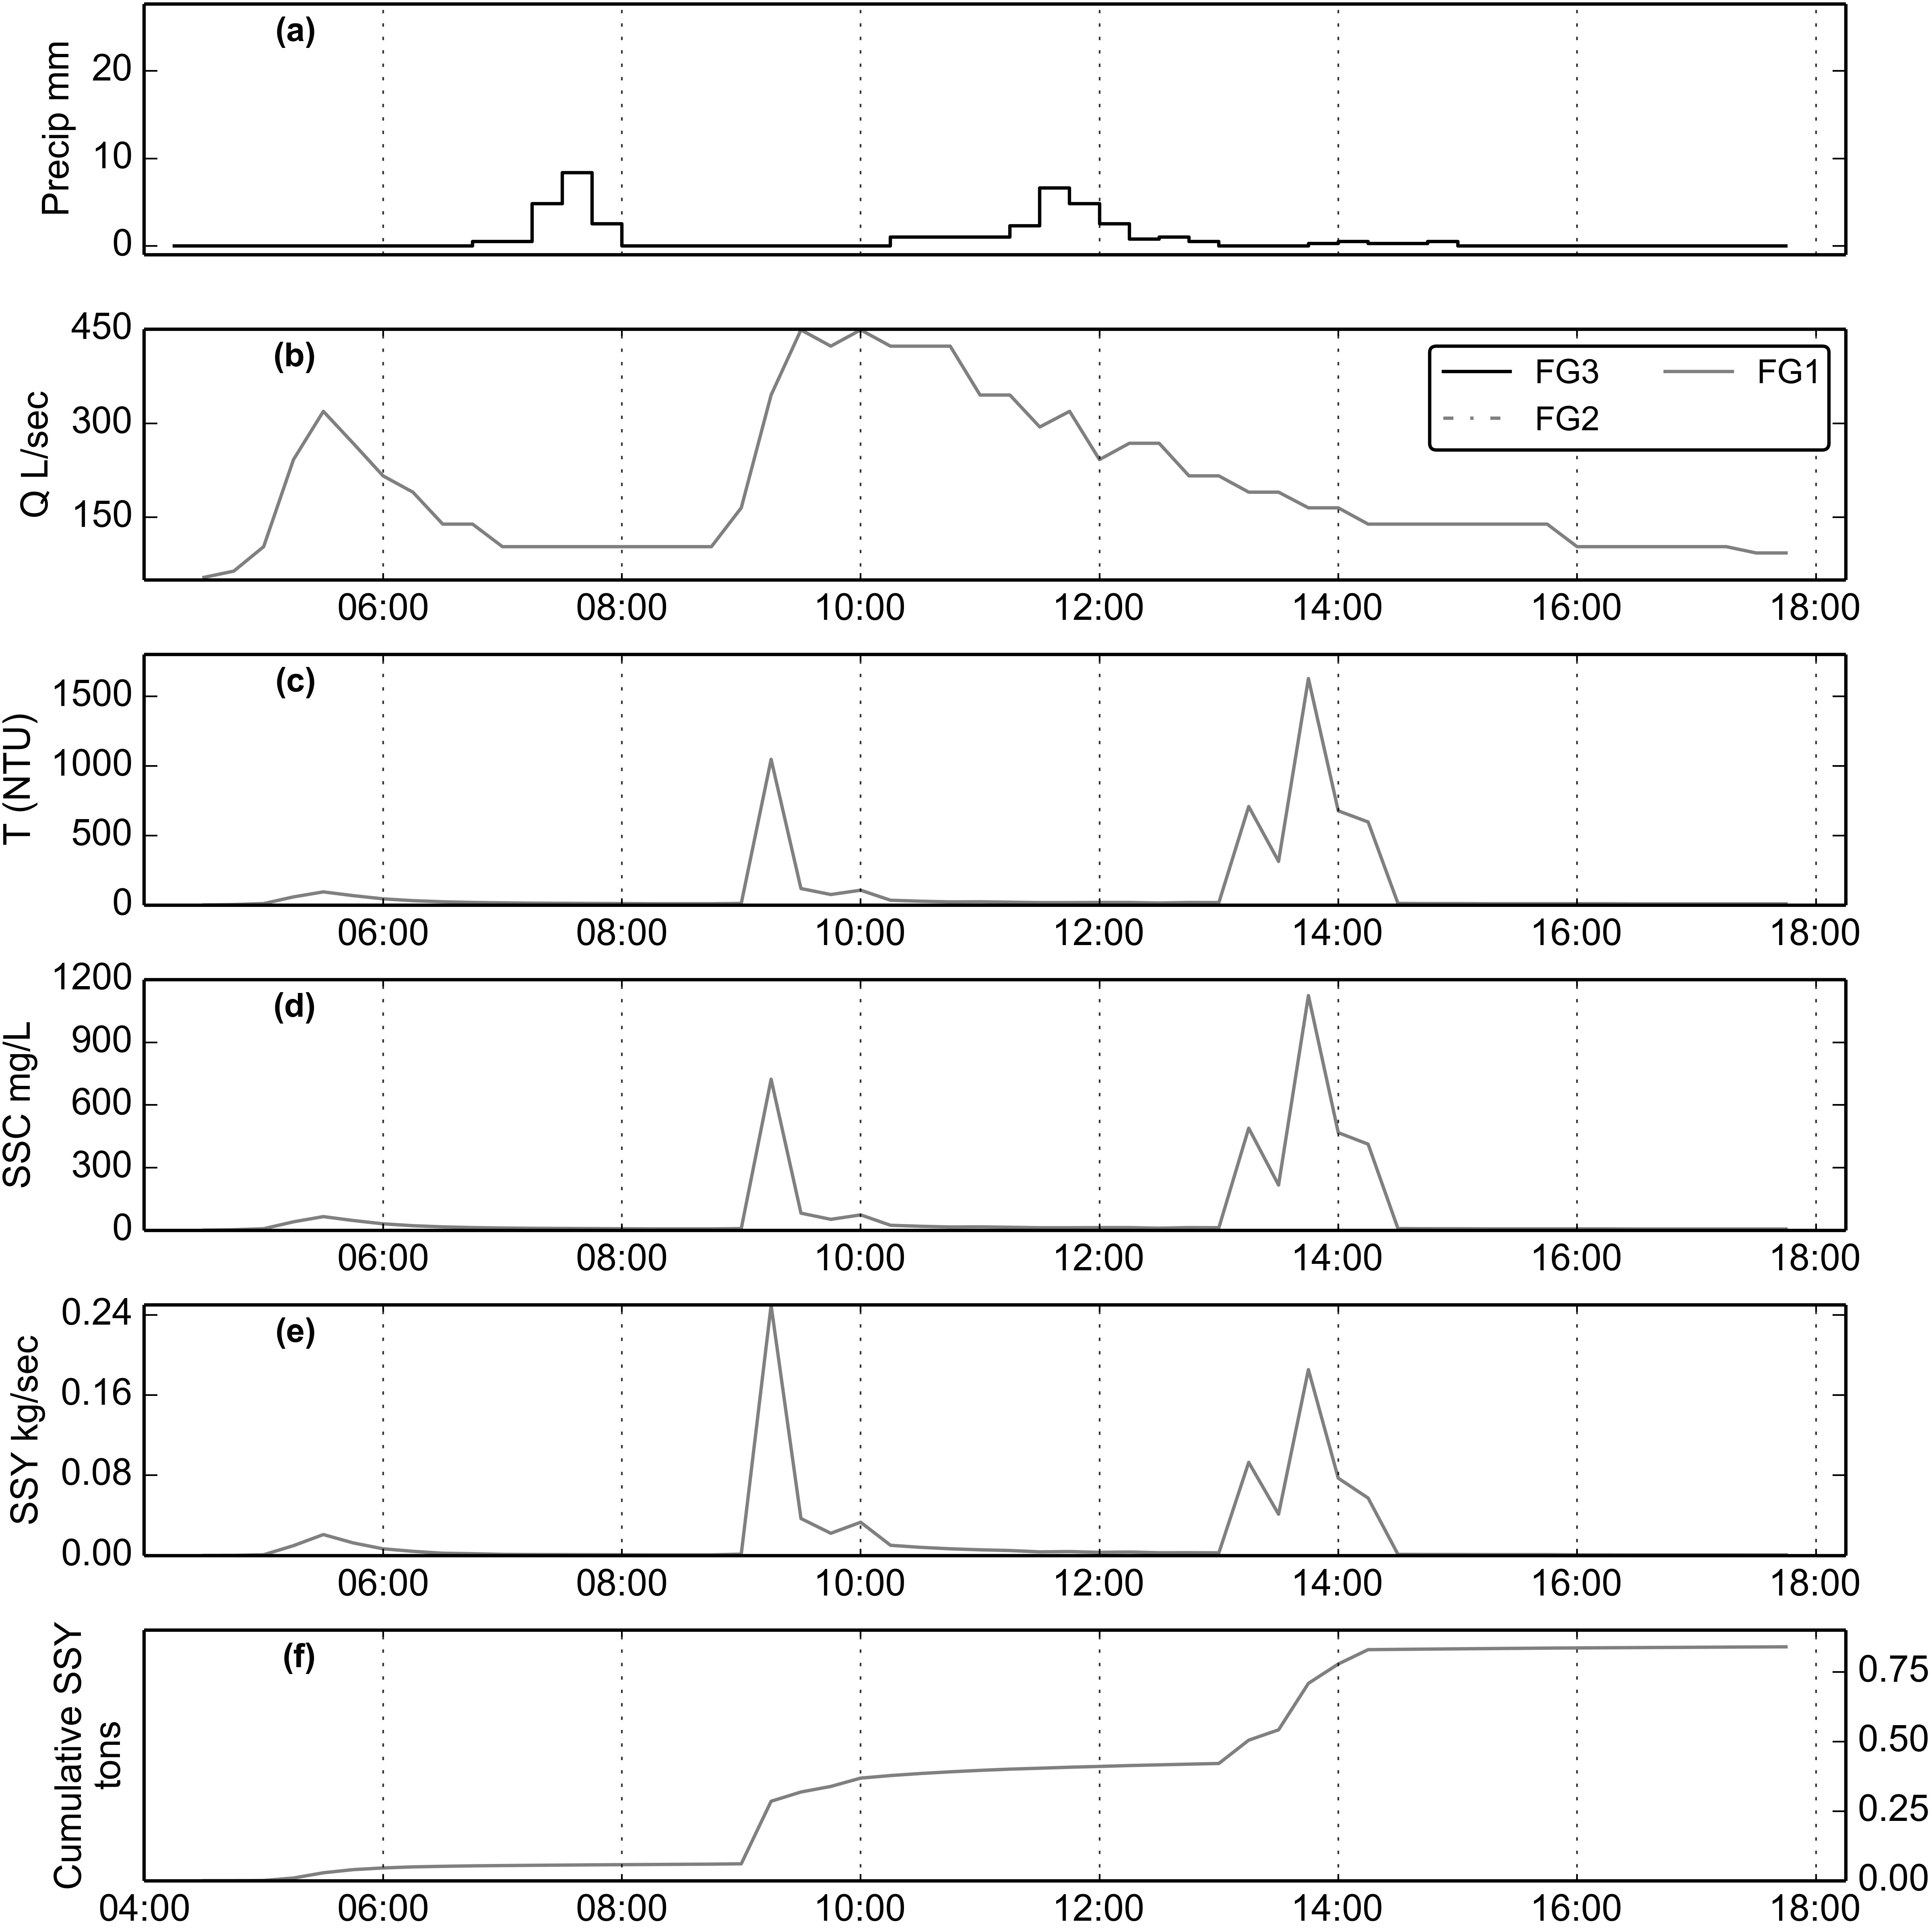 (a)
Precip mm
20
10
0
(b)
Q L/sec
450
300
150
FG3 FG1
FG2
06:00 08:00 10:00 12:00 14:00 16:00 18:00
(c)
T (NTU)
1500
1000
500
0
06:00 08:00 10:00 12:00 14:00 16:00 18:00
(d)
SSC mg/L
1200
900
600
300
0
06:00 08:00 10:00 12:00 14:00 16:00 18:00
(e)
SSY kg/sec
0.24
0.16
0.08
0.00
06:00 08:00 10:00 12:00 14:00 16:00 18:00
(f)
Cumulative SSY
tons
0.75
0.50
0.25
0.00
04:00 06:00 08:00 10:00 12:00 14:00 16:00 18:00